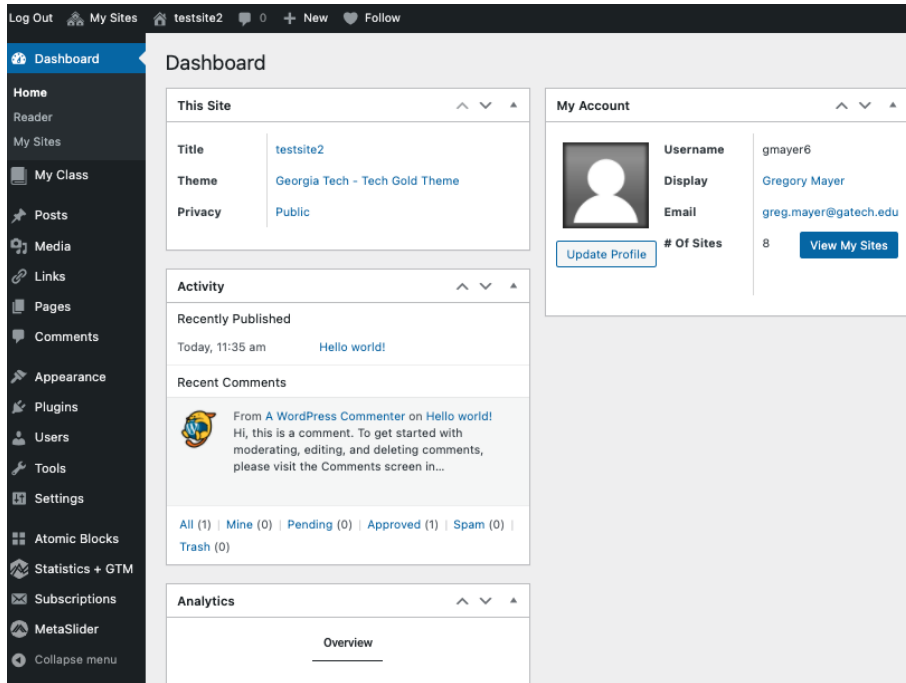 Log Out My Sites testsite2 0 New Follow
Dashboard
Home
Reader
My Sites
My Class
Posts
Media
Links
Pages
Comments
Appearance
Plugins
Users
Tools
Settings
Atomic Blocks
Statistics + GTM
Subscriptions
MetaSlider
Collapse menu
Dashboard
This Site
Title testsite2
Theme Georgia Tech - Tech Gold Theme
Privacy Public
Activity
Recently Published
Today, 11:35 am Hello world!
Recent Comments
From A WordPress Commenter on Hello world!
Hi, this is a comment. To get started with
moderating, editing, and deleting comments,
please visit the Comments screen in...
All (1) | Mine (0) | Pending (0) | Approved (1) | Spam (0) |
Trash (0)
Analytics
Overview
My Account
Username gmayer6
Display Gregory Mayer
Email greg.mayer@gatech.edu
# Of Sites 8 View My Sites
Update Profile